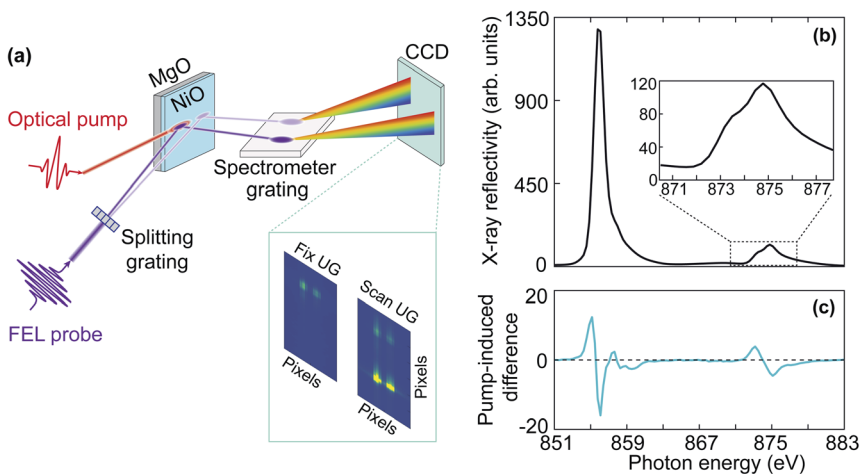 (a)
MgO
NiO
CCD
Optical pump
Spectrometer
grating
Splitting
grating
FEL probe
Fix UG
Scan UG
Pixels
Pixels
Pixels
(b)
X-ray reflectivity (arb. units)
1350
900
450
0
120
80
40
0
871 873 875 877
(c)
Pump-induced
difference
20
0
-20
851 859 867 875 883
Photon energy (eV)